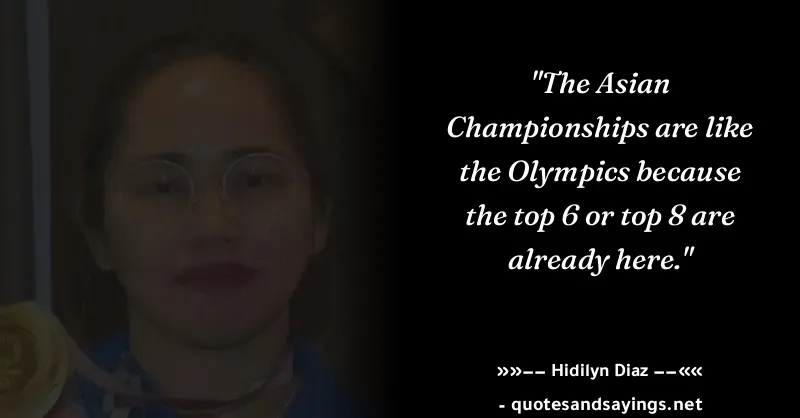 "The Asian
Championships are like
the Olympics because
the top 6 or top 8 are
already here."
»»−− Hidilyn Diaz −−««
- quotesandsayings.net